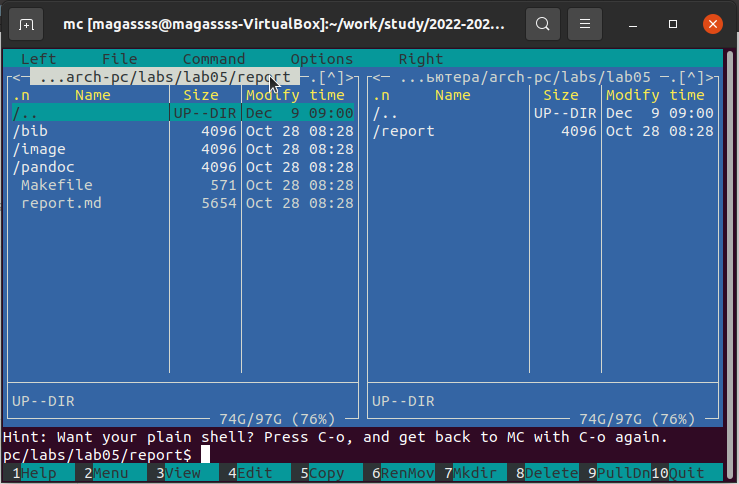 mc [magassss@magassss-VirtualBox]:~/work/study/2022-202...
Left File Command Options Right
<─ ...arch-pc/labs/lab05/report ─.[^]>
.n Name Size Modify time
/.. UP--DIR Dec 9 09:00
/bib 4096 Oct 28 08:28
/image 4096 Oct 28 08:28
/pandoc 4096 Oct 28 08:28
Makefile 571 Oct 28 08:28
report.md 5654 Oct 28 08:28
UP--DIR
74G/97G (76%)
<─ ...ьютера/arch-pc/labs/lab05 ─.[^]>
.n Name Size Modify time
/.. UP--DIR Dec 9 09:00
/report 4096 Oct 28 08:28
UP--DIR
74G/97G (76%)
Hint: Want your plain shell? Press C-o, and get back to MC with C-o again.
pc/labs/lab05/report$
1Help 2Menu 3View 4Edit 5Copy 6RenMov 7Mkdir 8Delete 9PullDn 10Quit